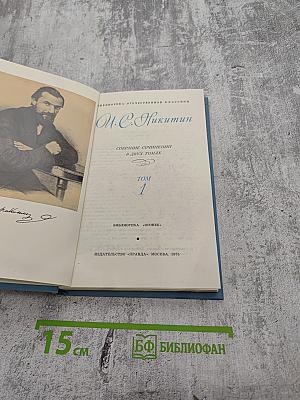 БИБЛИОТЕКА ОТЕЧЕСТВЕННОЙ КЛАССИКИ
И. С. Никитин
СОБРАНИЕ СОЧИНЕНИЙ
В ДВУХ ТОМАХ
ТОМ
1
БИБЛИОТЕКА «ОГОНЕК»
ИЗДАТЕЛЬСТВО «ПРАВДА» МОСКВА, 1975
15 см
БФ БИБЛИОФАН